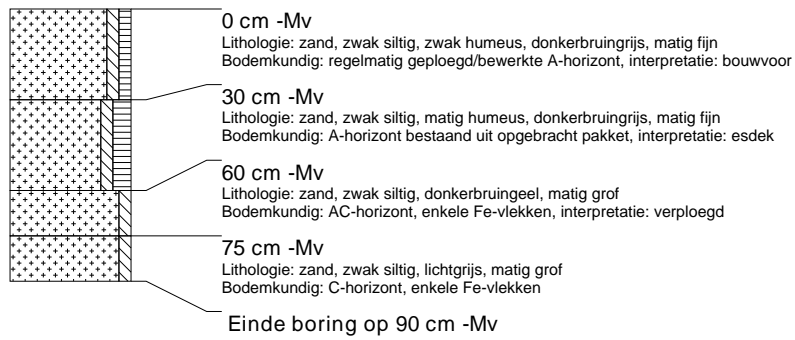 0 cm -Mv
Lithologie: zand, zwak siltig, zwak humeus, donkerbruingrijs, matig fijn
Bodemkundig: regelmatig geploegd/bewerkte A-horizont, interpretatie: bouwvoor
30 cm -Mv
Lithologie: zand, zwak siltig, matig humeus, donkerbruingrijs, matig fijn
Bodemkundig: A-horizont bestaand uit opgebracht pakket, interpretatie: esdek
60 cm -Mv
Lithologie: zand, zwak siltig, donkerbruingeel, matig grof
Bodemkundig: AC-horizont, enkele Fe-vlekken, interpretatie: verploegd
75 cm -Mv
Lithologie: zand, zwak siltig, lichtgrijs, matig grof
Bodemkundig: C-horizont, enkele Fe-vlekken
Einde boring op 90 cm -Mv